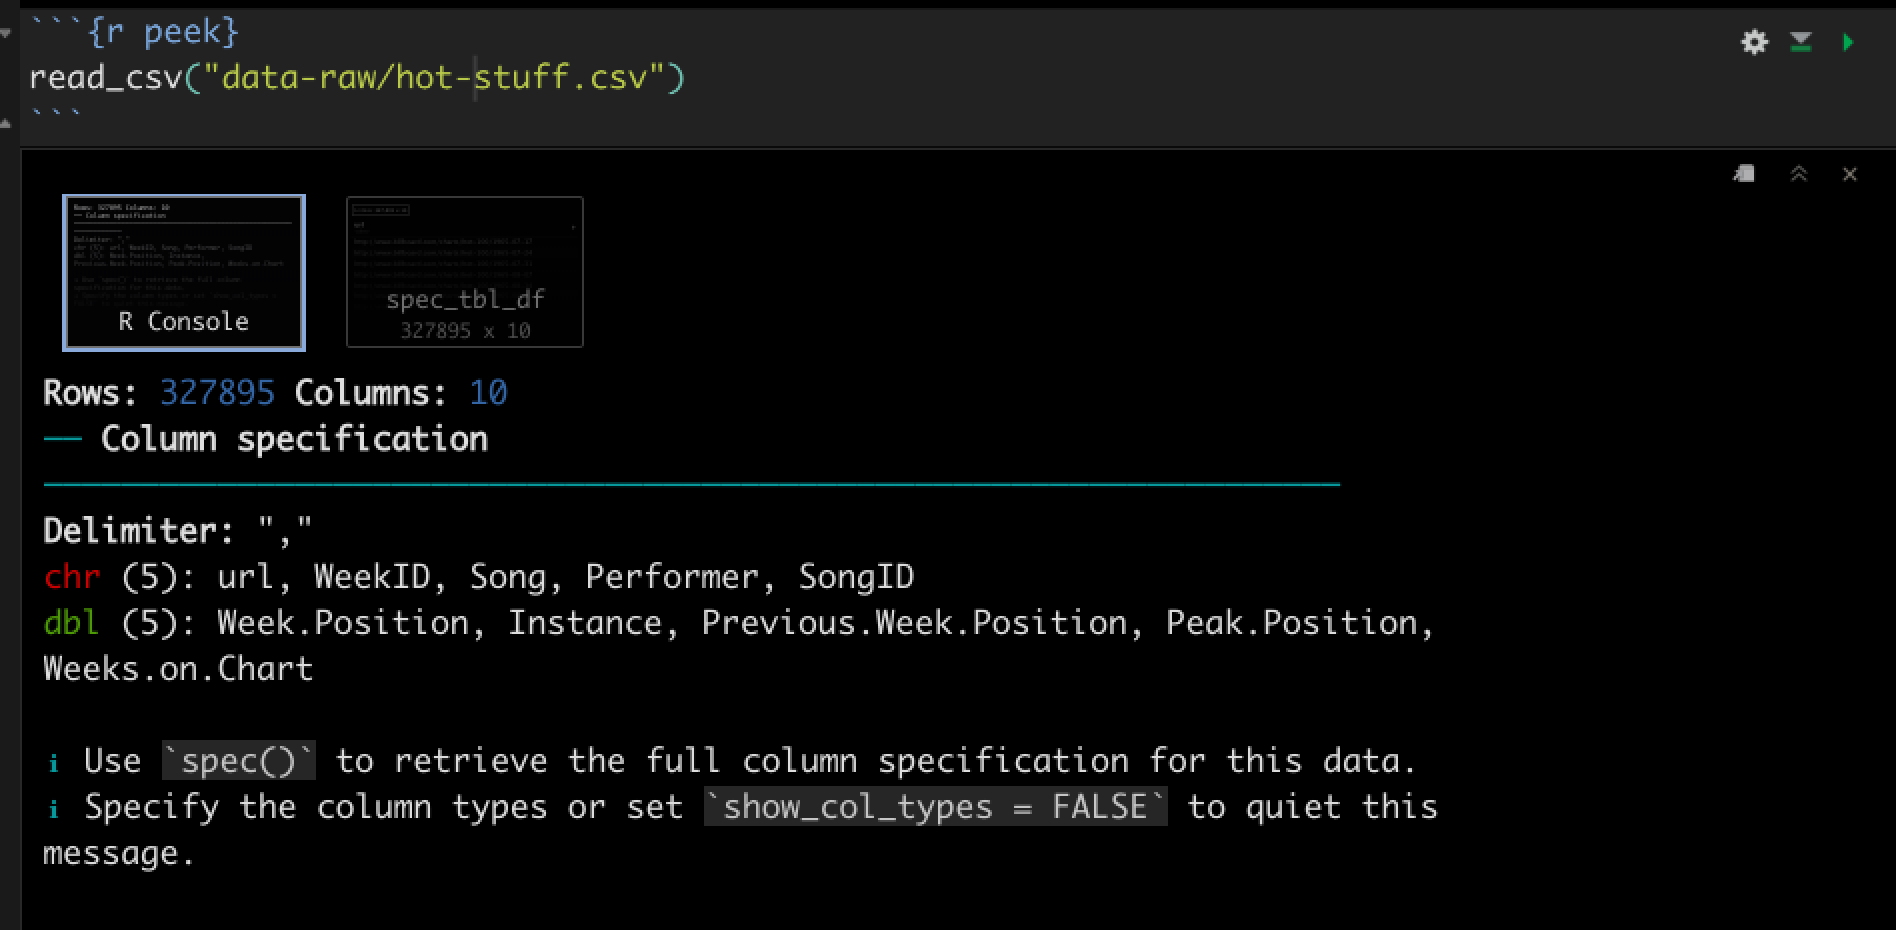 ```{r peek}
read_csv("data-raw/hot-stuff.csv")
```
R Console
spec_tbl_df
327895 x 10
Rows: 327895 Columns: 10
── Column specification
Delimiter: ","
chr (5): url, WeekID, Song, Performer, SongID
dbl (5): Week.Position, Instance, Previous.Week.Position, Peak.Position,
Weeks.on.Chart
ℹ Use `spec()` to retrieve the full column specification for this data.
ℹ Specify the column types or set `show_col_types = FALSE` to quiet this
message.